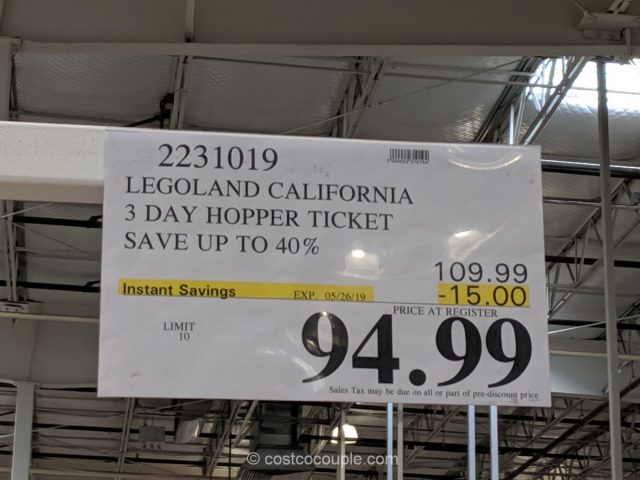 2231019
LEGOLAND CALIFORNIA
3 DAY HOPPER TICKET
SAVE UP TO 40%
109.99
Instant Savings EXP. 05/26/19 -15.00
PRICE AT REGISTER
LIMIT
10
94.99
Sales Tax may be due on all or part of pre-discount price
© costcocouple.com